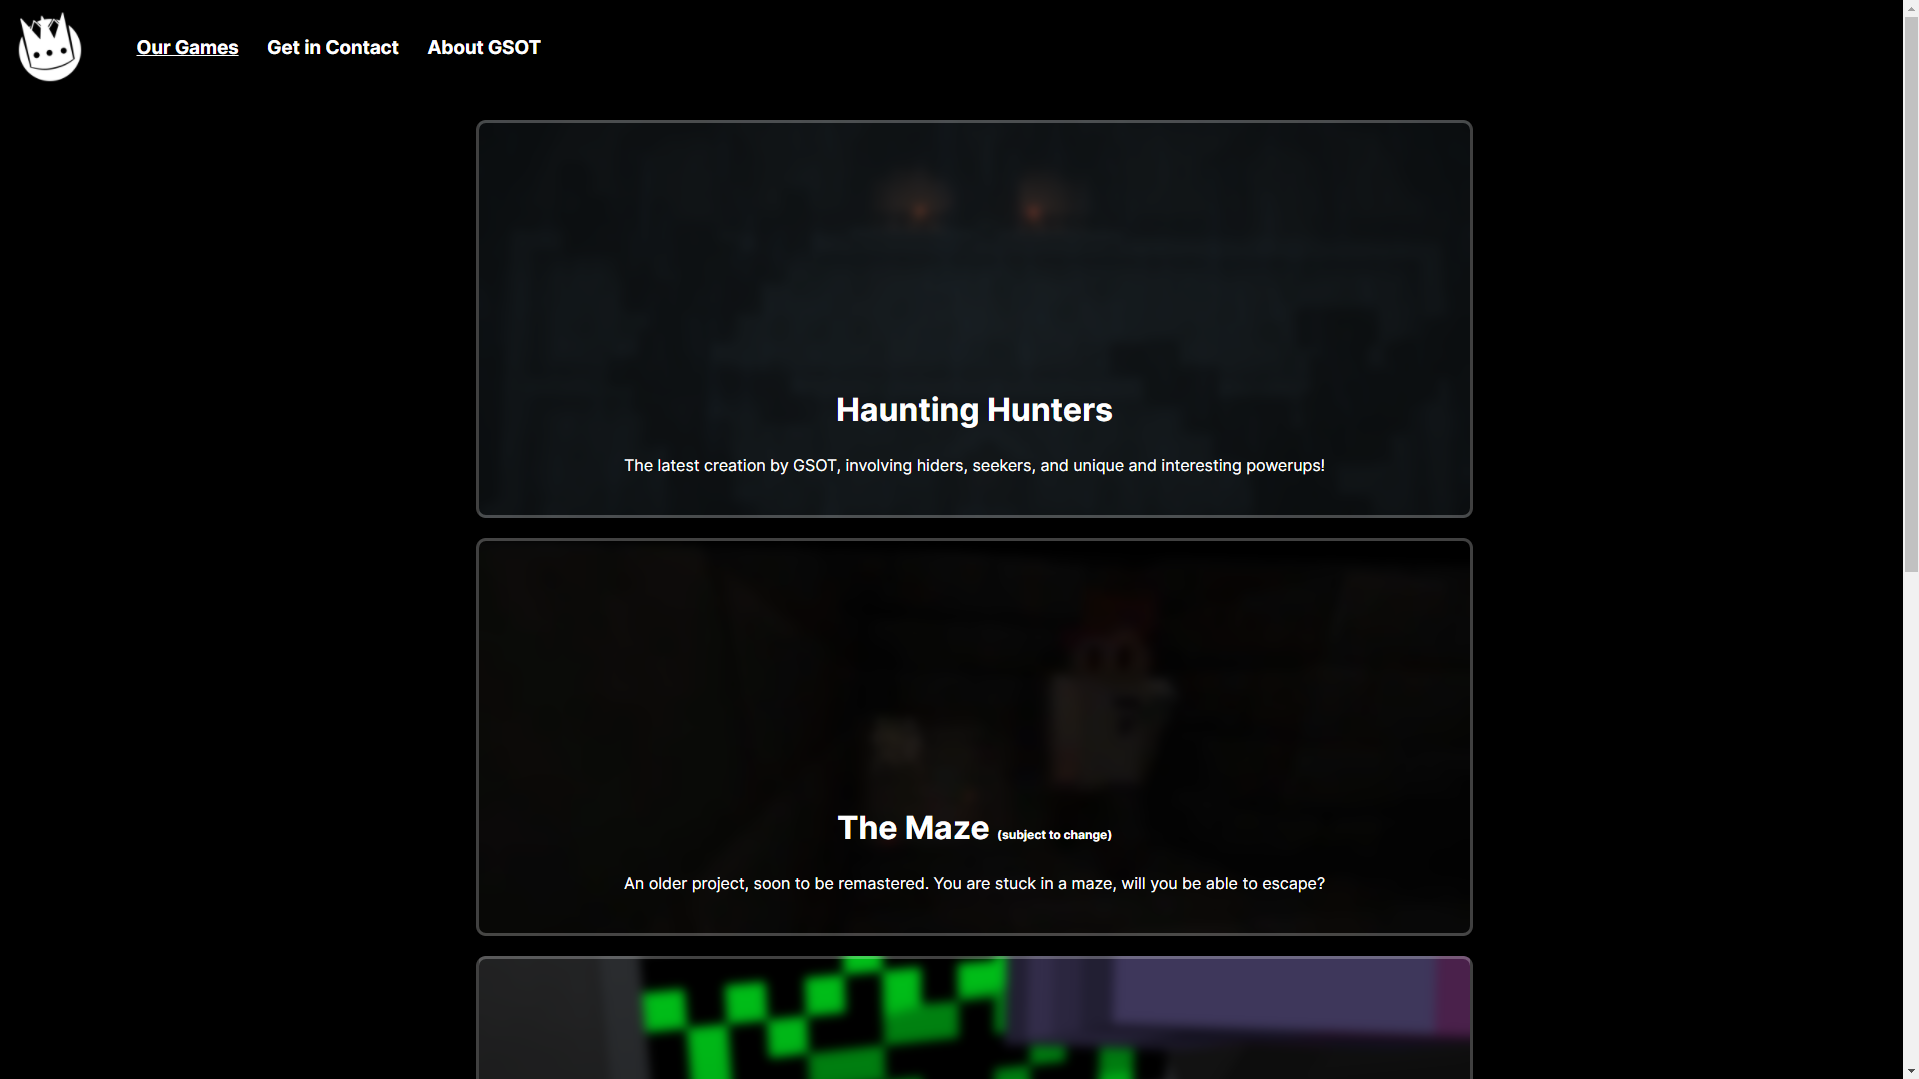 Our Games Get in Contact About GSOT
Haunting Hunters
The latest creation by GSOT, involving hiders, seekers, and unique and interesting powerups!
The Maze (subject to change)
An older project, soon to be remastered. You are stuck in a maze, will you be able to escape?